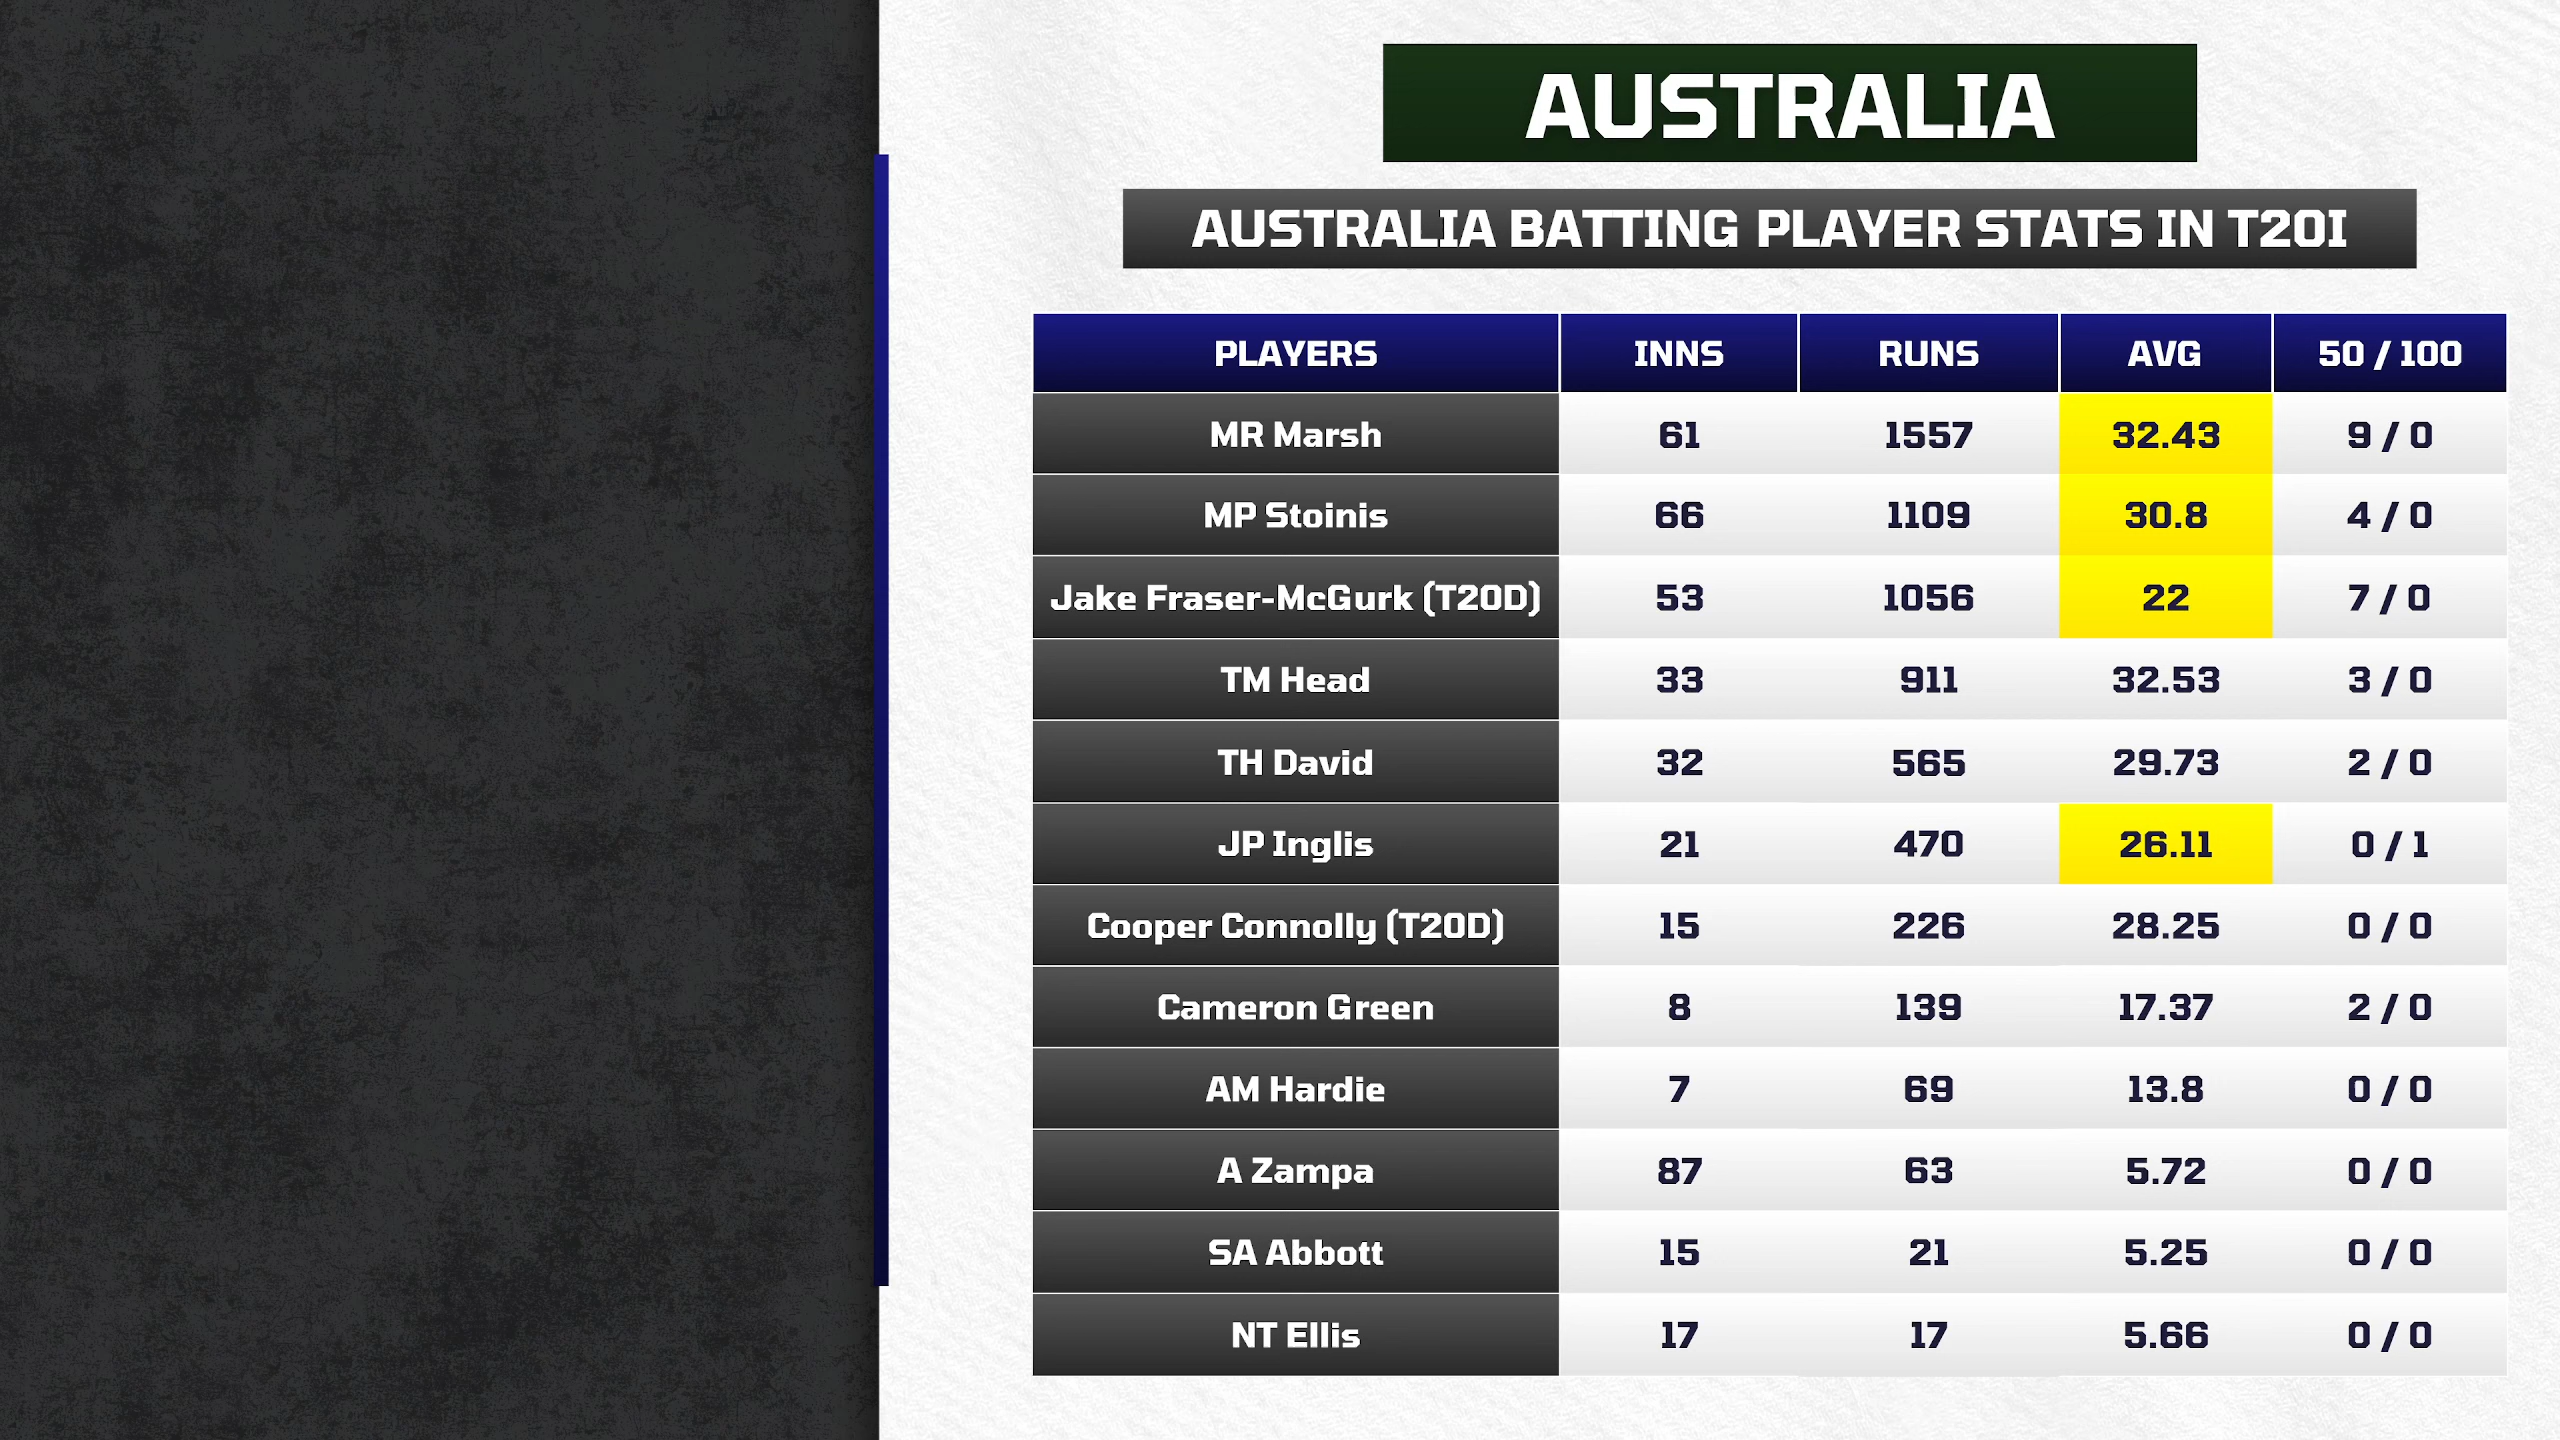 AUSTRALIA
AUSTRALIA BATTING PLAYER STATS IN T20I
PLAYERS INNS RUNS AVG 50 / 100
MR Marsh 61 1557 32.43 9 / 0
MP Stoinis 66 1109 30.8 4 / 0
Jake Fraser-McGurk (T20D) 53 1056 22 7 / 0
TM Head 33 911 32.53 3 / 0
TH David 32 565 29.73 2 / 0
JP Inglis 21 470 26.11 0 / 1
Cooper Connolly (T20D) 15 226 28.25 0 / 0
Cameron Green 8 139 17.37 2 / 0
AM Hardie 7 69 13.8 0 / 0
A Zampa 87 63 5.72 0 / 0
SA Abbott 15 21 5.25 0 / 0
NT Ellis 17 17 5.66 0 / 0